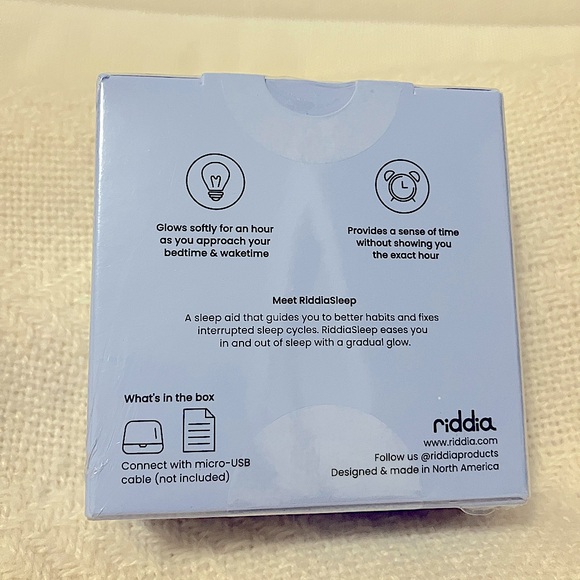 Glows softly for an hour
as you approach your
bedtime & waketime
Provides a sense of time
without showing you
the exact hour
Meet RiddiaSleep
A sleep aid that guides you to better habits and fixes
interrupted sleep cycles. RiddiaSleep eases you
in and out of sleep with a gradual glow.
What's in the box
Connect with micro-USB
cable (not included)
riddia
www.riddia.com
Follow us @riddiaproducts
Designed & made in North America